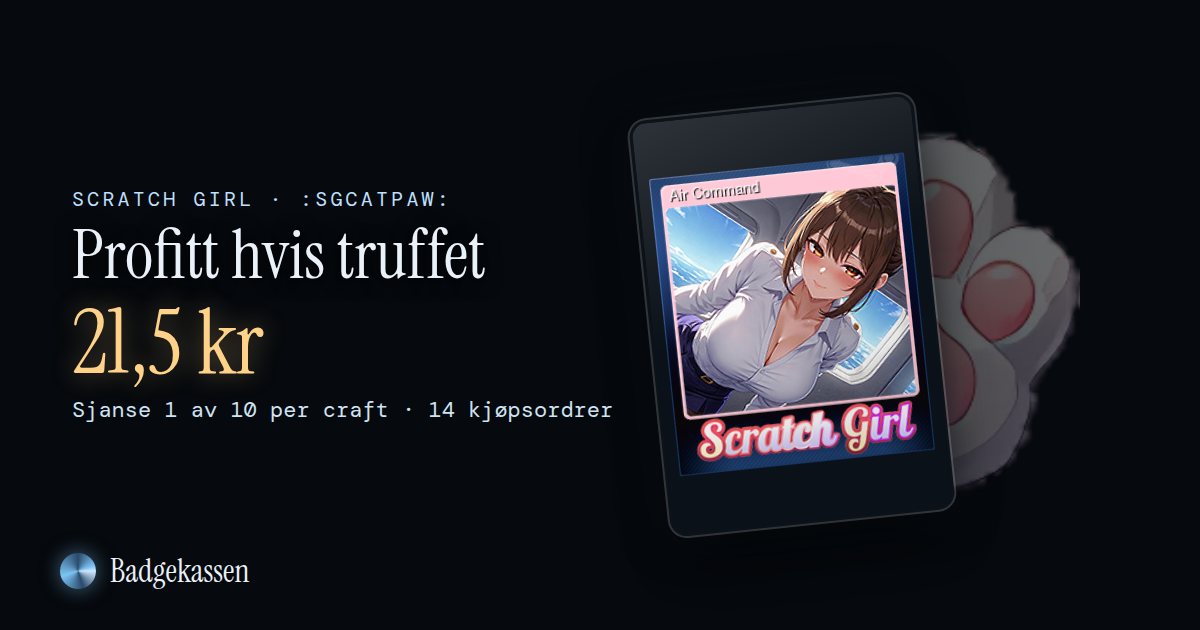 SCRATCH GIRL · :SGCATPAW:
Profitt hvis truffet
21,5 kr
Sjanse 1 av 10 per craft · 14 kjøpsordrer
Air Command
Scratch Girl
Badgekassen